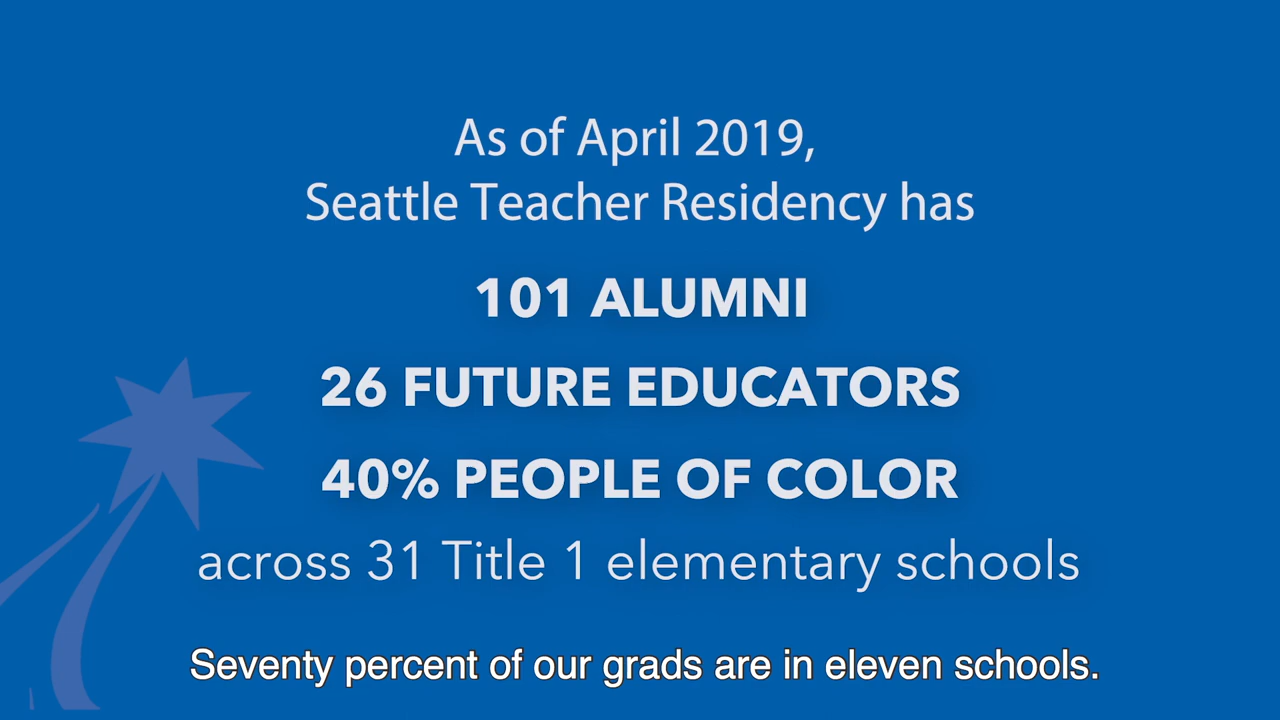 As of April 2019,
Seattle Teacher Residency has
101 ALUMNI
26 FUTURE EDUCATORS
40% PEOPLE OF COLOR
across 31 Title 1 elementary schools
Seventy percent of our grads are in eleven schools.